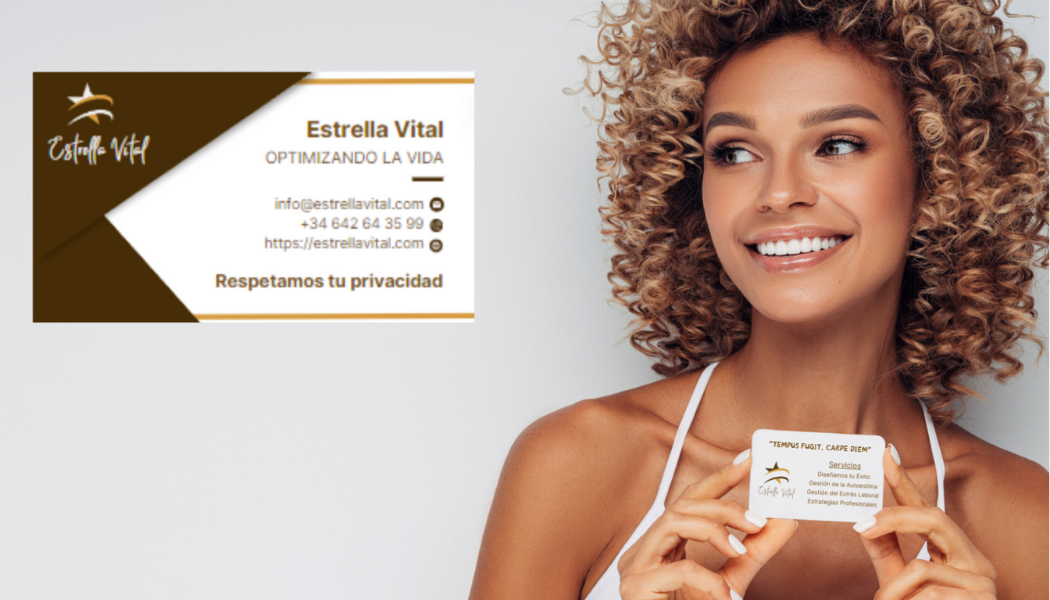 Estrella Vital
Estrella Vital
OPTIMIZANDO LA VIDA
info@estrellavital.com
+34 642 64 35 99
https://estrellavital.com
Respetamos tu privacidad
"TEMPUS FUGIT, CARPE DIEM"
Estrella Vital
Servicios
Diseñamos tu Éxito
Gestión de la Autoestima
Gestión del Estrés Laboral
Estrategias Profesionales